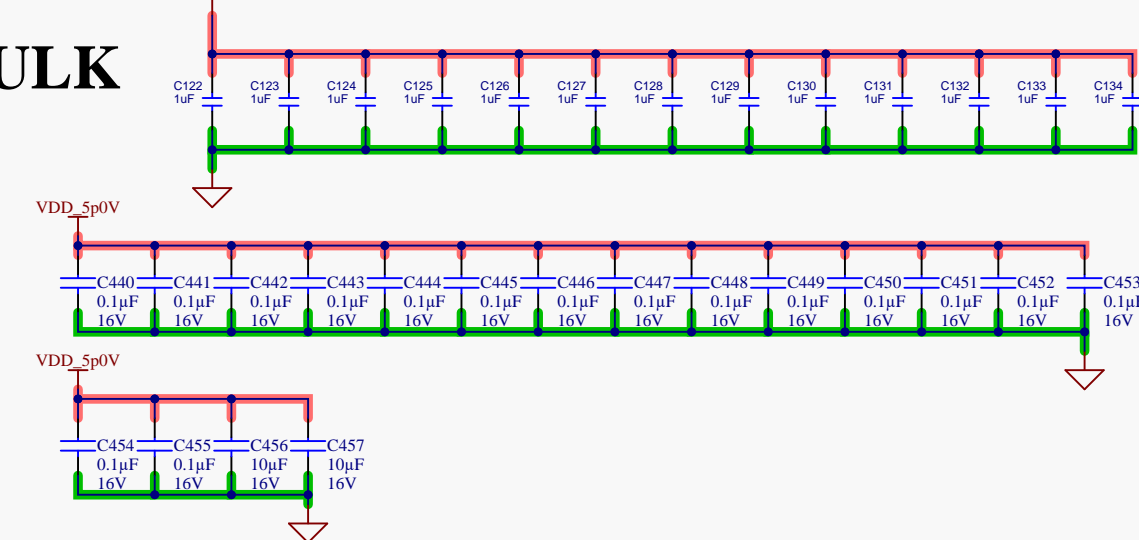 ULK
C122 C123 C124 C125 C126 C127 C128 C129 C130 C131 C132 C133 C134
1uF 1uF 1uF 1uF 1uF 1uF 1uF 1uF 1uF 1uF 1uF 1uF 1uF
VDD_5p0V
C440 C441 C442 C443 C444 C445 C446 C447 C448 C449 C450 C451 C452 C453
0.1µF 0.1µF 0.1µF 0.1µF 0.1µF 0.1µF 0.1µF 0.1µF 0.1µF 0.1µF 0.1µF 0.1µF 0.1µF 0.1µF
16V 16V 16V 16V 16V 16V 16V 16V 16V 16V 16V 16V 16V 16V
VDD_5p0V
C454 C455 C456 C457
0.1µF 0.1µF 10µF 10µF
16V 16V 16V 16V